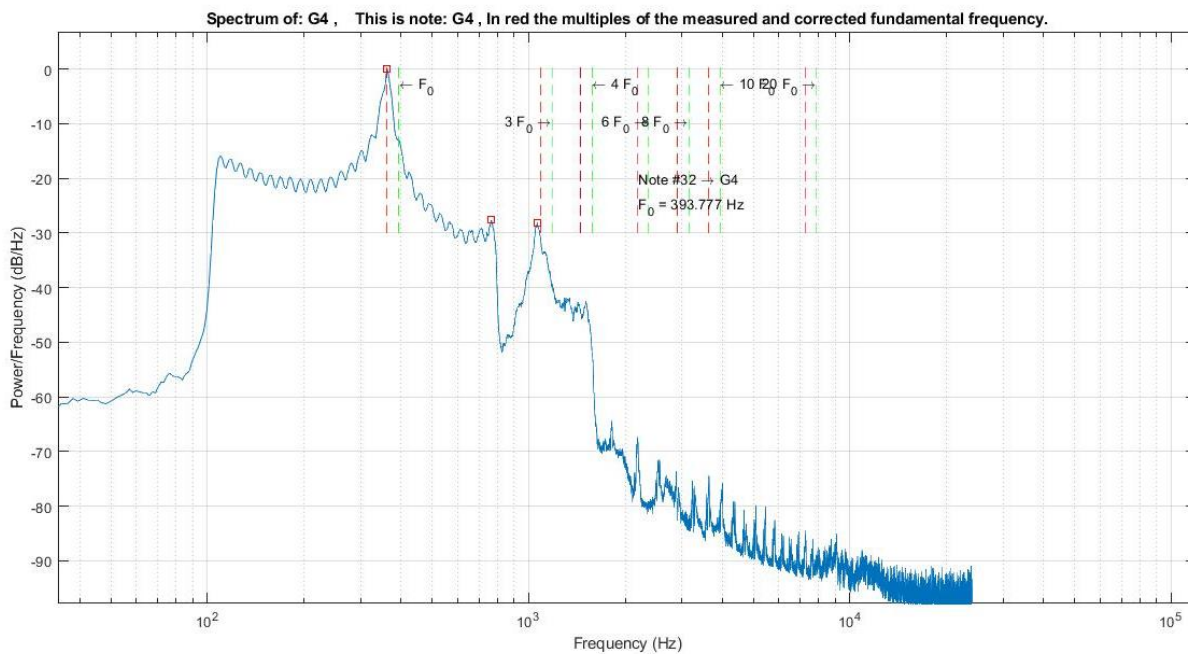 Spectrum of: G4 , This is note: G4 , In red the multiples of the measured and corrected fundamental frequency.
0
-10
-20
-30
-40
-50
-60
-70
-80
-90
Power/Frequency (dB/Hz)
← F0
3 F0 →
← 4 F0
6 F0 →
8 F0 →
← 10 F0
20 F0 →
Note #32 → G4
F0 = 393.777 Hz
10^2
10^3
10^4
10^5
Frequency (Hz)